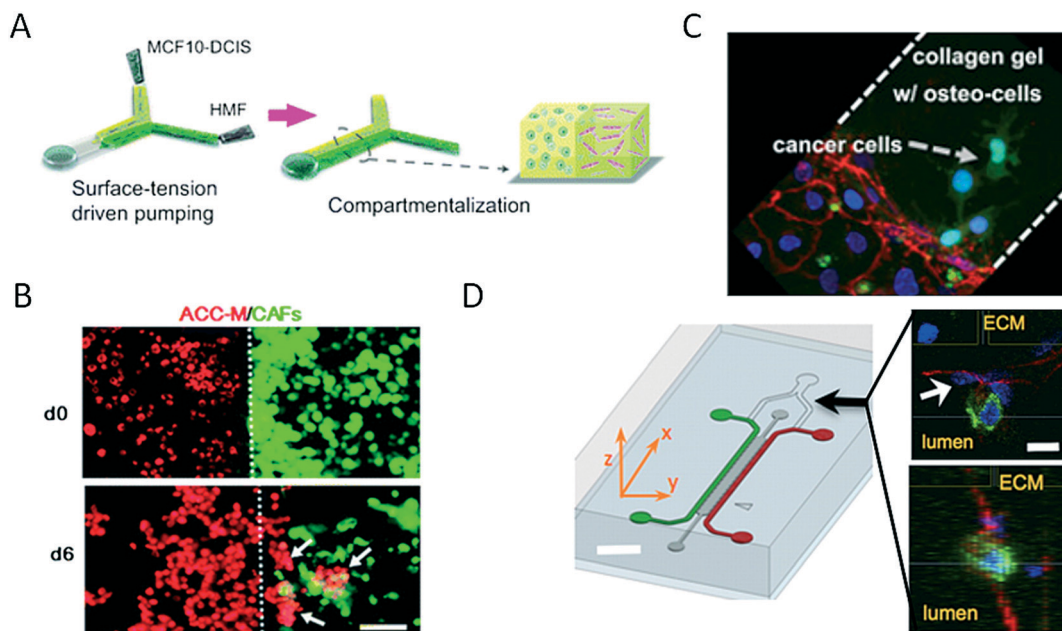 A
MCF10-DCIS
HMF
Surface-tension
driven pumping
Compartmentalization
B
ACC-M/CAFs
d0
d6
C
collagen gel
w/ osteo-cells
cancer cells
D
z
x
y
ECM
lumen
ECM
lumen